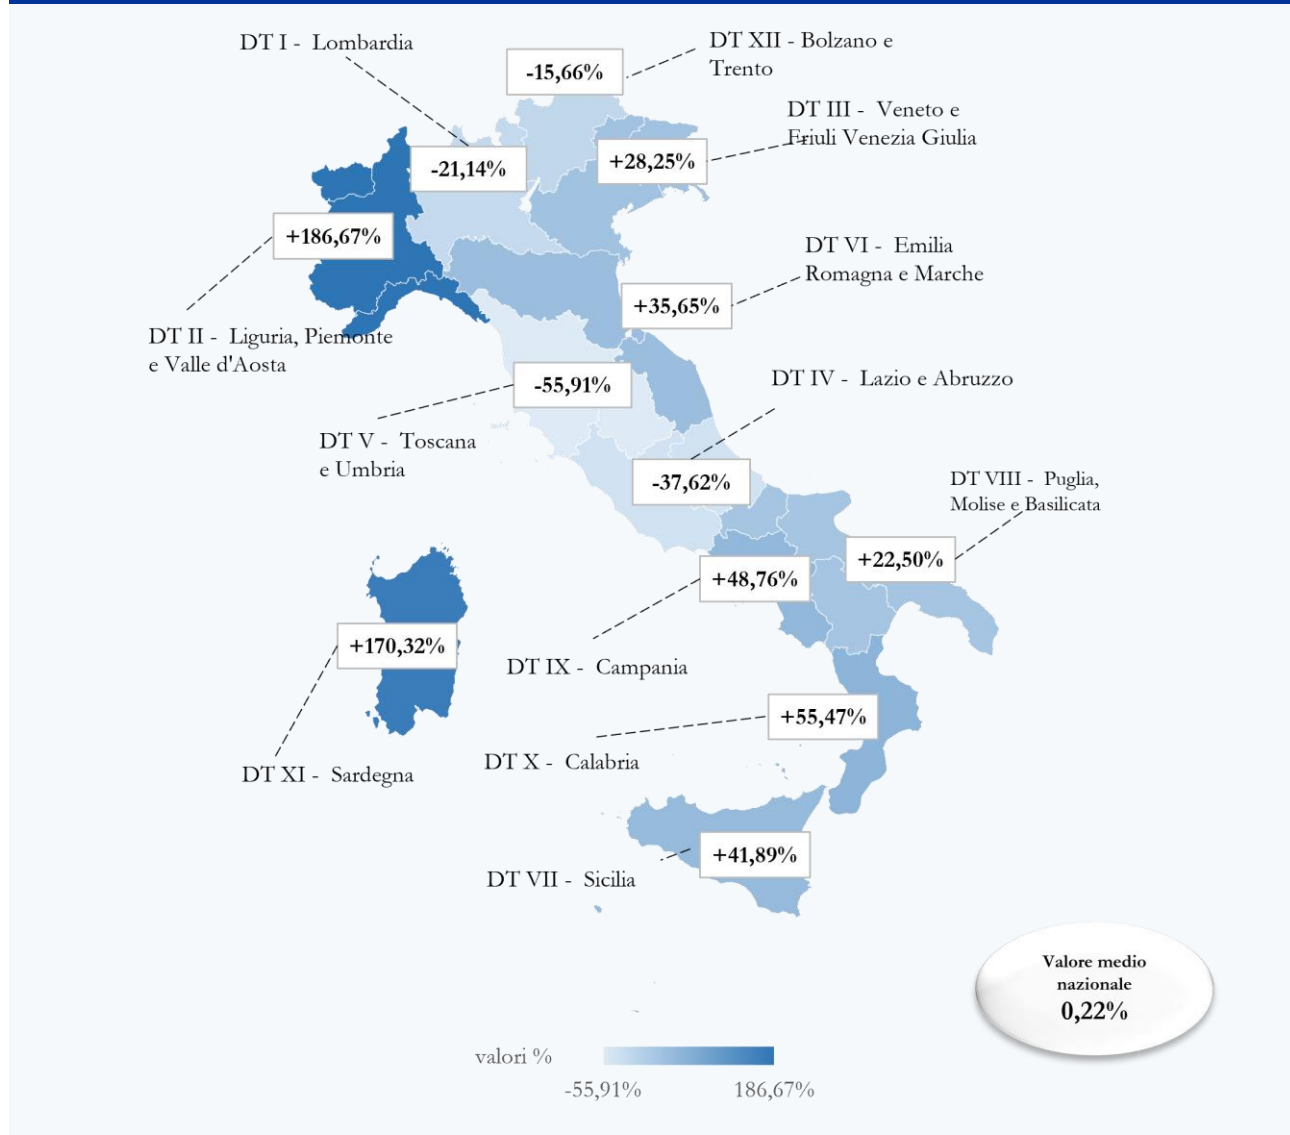 DT I - Lombardia
DT XII - Bolzano e
Trento
-15,66%
DT III - Veneto e
Friuli Venezia Giulia
+28,25%
-21,14%
+186,67%
DT VI - Emilia
Romagna e Marche
+35,65%
DT II - Liguria, Piemonte
e Valle d'Aosta
-55,91%
DT IV - Lazio e Abruzzo
DT V - Toscana
e Umbria
-37,62%
DT VIII - Puglia,
Molise e Basilicata
+22,50%
+48,76%
+170,32%
DT IX - Campania
+55,47%
DT X - Calabria
DT XI - Sardegna
+41,89%
DT VII - Sicilia
Valore medio
nazionale
0,22%
valori %
-55,91%
186,67%